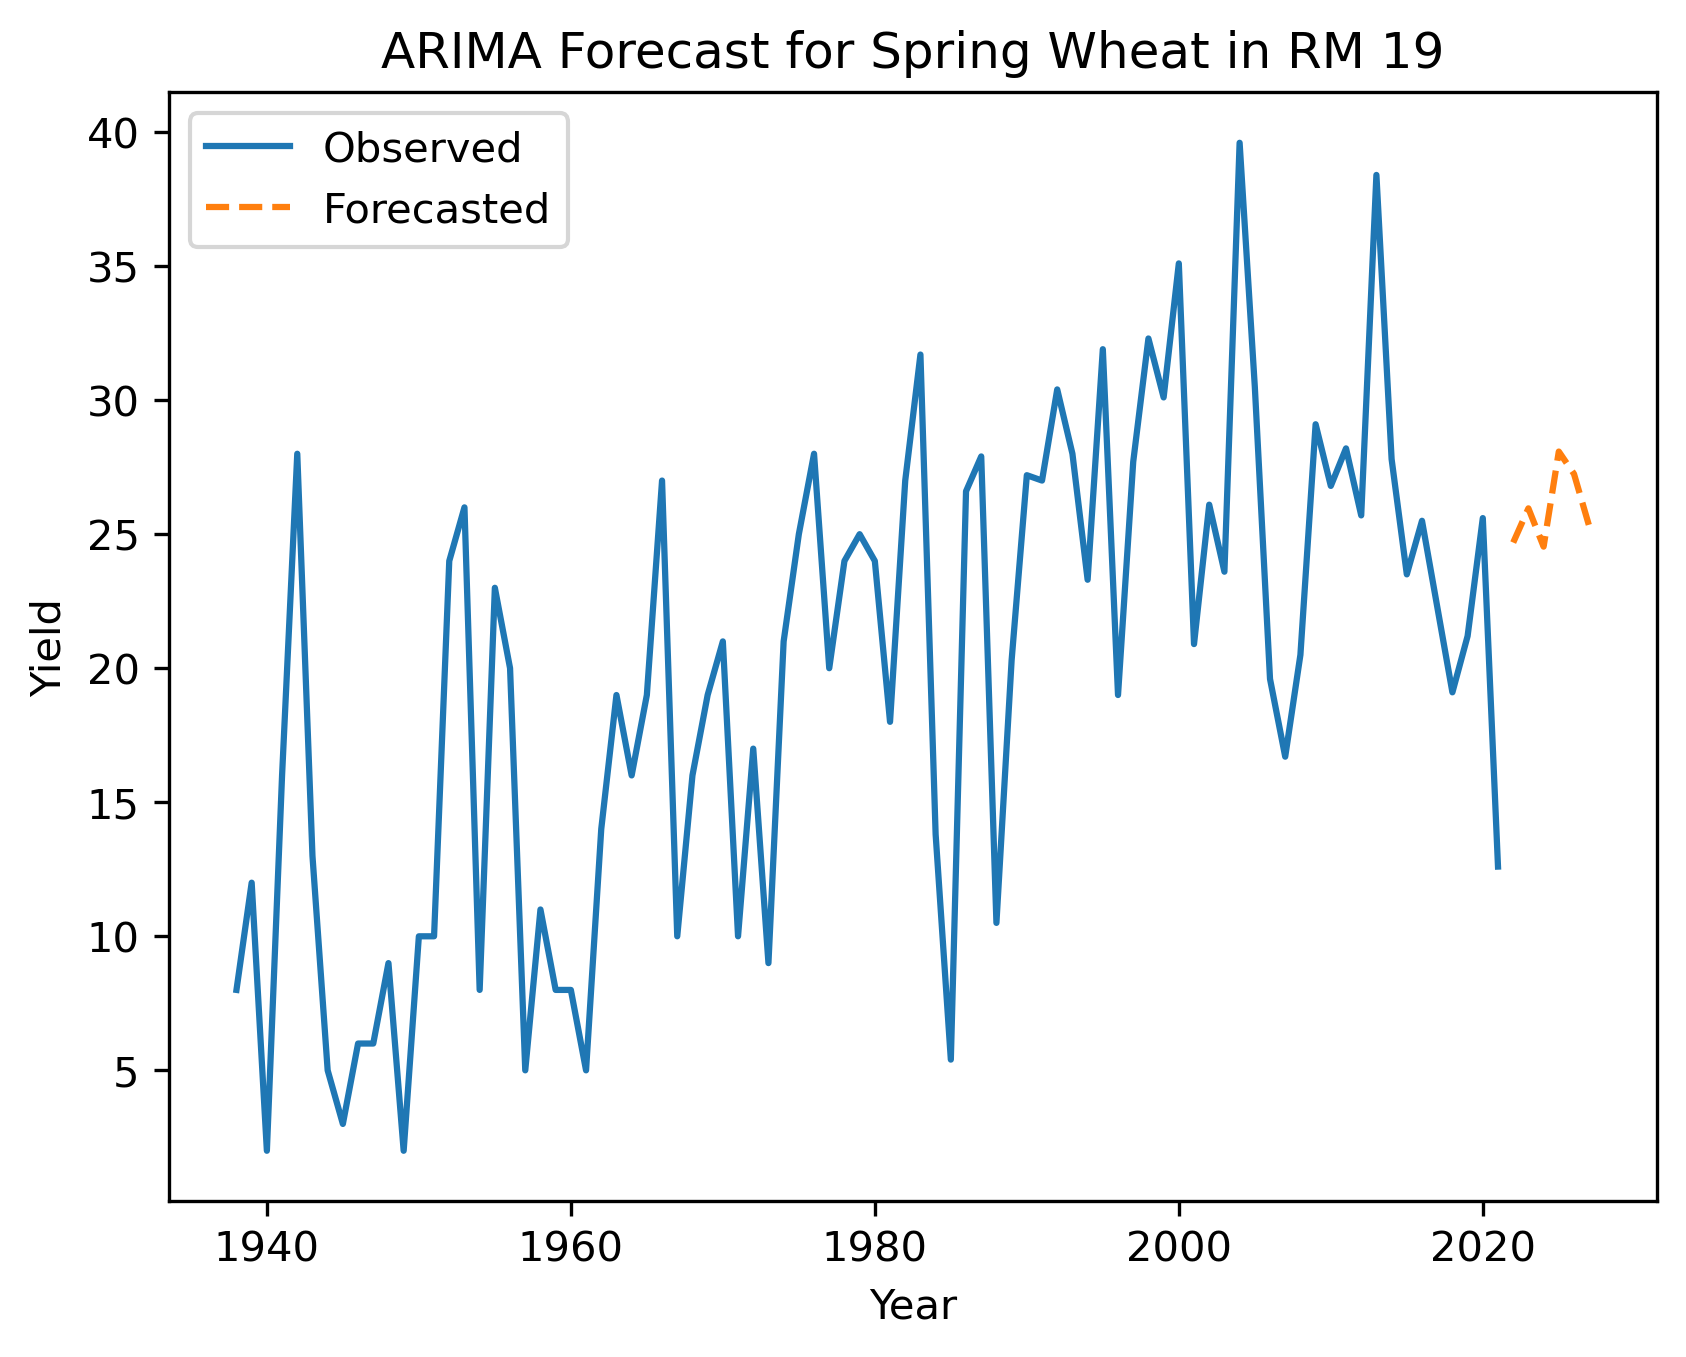 ARIMA Forecast for Spring Wheat in RM 19
Observed
Forecasted
40
35
30
25
20
15
10
5
Yield
1940 1960 1980 2000 2020
Year